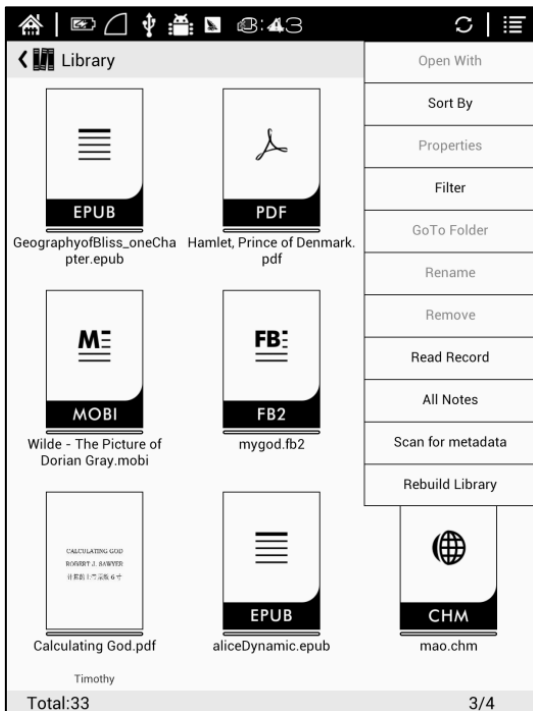 8:43
Library
Open With
Sort By
Properties
Filter
GoTo Folder
Rename
Remove
Read Record
All Notes
Scan for metadata
Rebuild Library
EPUB
GeographyofBliss_oneCha
pter.epub
PDF
Hamlet, Prince of Denmark.
pdf
MOBI
Wilde - The Picture of
Dorian Gray.mobi
FB2
mygod.fb2
CALCULATING GOD
ROBERT J. SAWYER
Calculating God.pdf
Timothy
EPUB
aliceDynamic.epub
CHM
mao.chm
Total:33
3/4